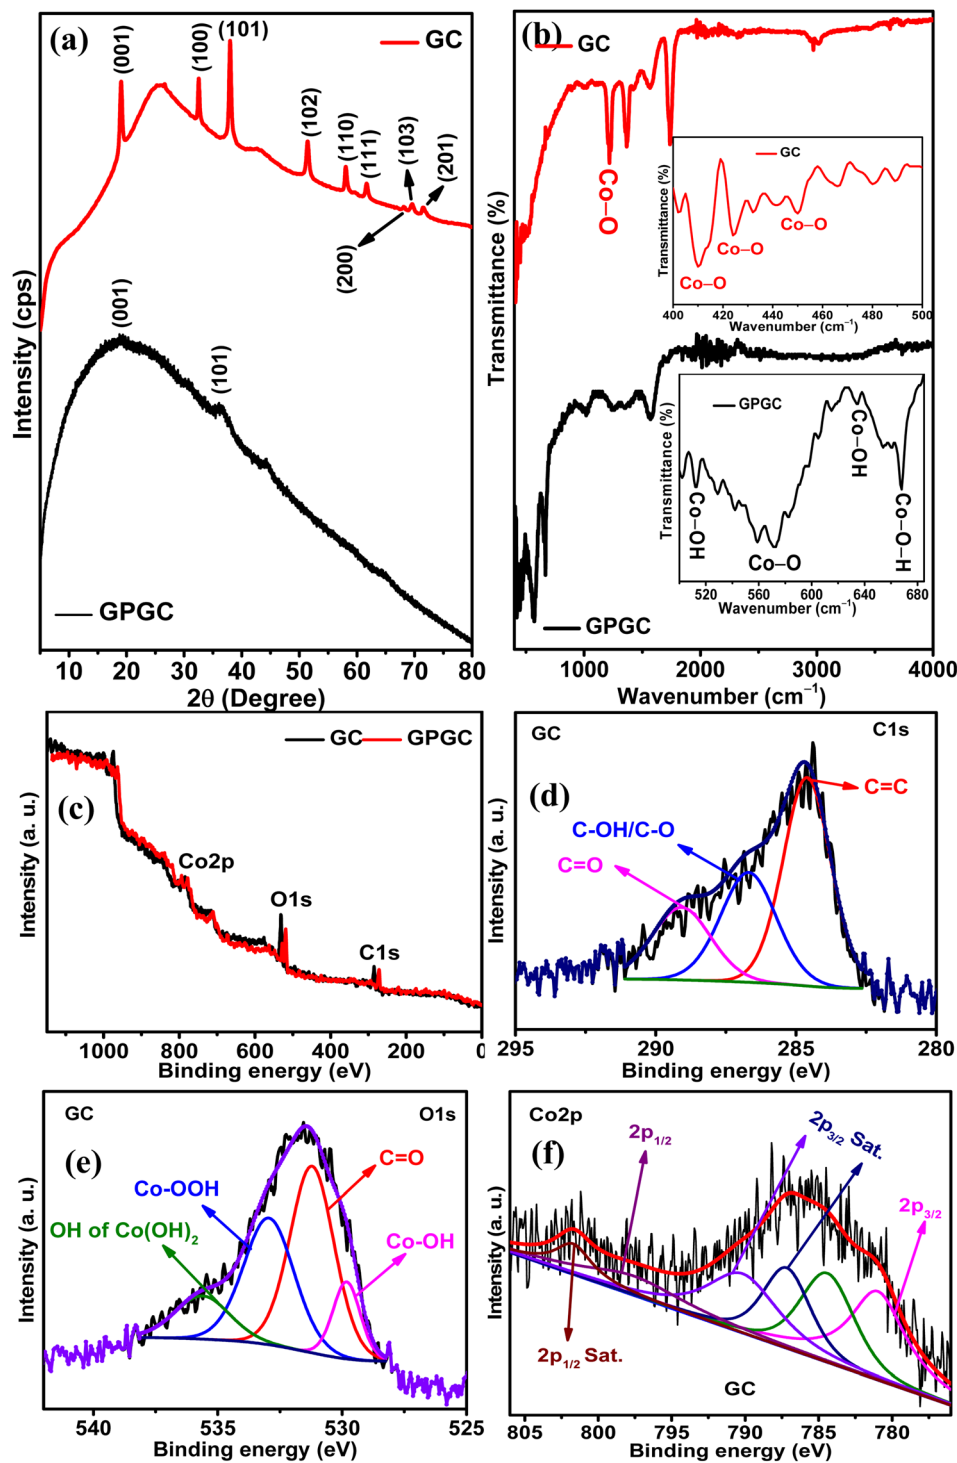 (a)
GC
(001)
(100)
(101)
(102)
(110)
(111)
(103)
(201)
(200)
(001)
(101)
GPGC
Intensity (cps)
10 20 30 40 50 60 70 80
2θ (Degree)
(b)
GC
Co–O
Transmittance (%)
GC
Transmittance (%)
Co–O
Co–O
Co–O
400 420 440 460 480 500
Wavenumber (cm⁻¹)
GPGC
Transmittance (%)
Co–OH
Co–O
Co–OH
Co–O–H
520 560 600 640 680
Wavenumber (cm⁻¹)
GPGC
1000 2000 3000 4000
Wavenumber (cm⁻¹)
(c)
GC GPGC
Co2p
O1s
C1s
Intensity (a. u.)
1000 800 600 400 200 0
Binding energy (eV)
GC
C1s
(d)
C=C
C-OH/C-O
C=O
Intensity (a. u.)
295 290 285 280
Binding energy (eV)
GC
O1s
(e)
C=O
Co-OOH
OH of Co(OH)₂
Co-OH
Intensity (a. u.)
540 535 530 525
Binding energy (eV)
Co2p
(f)
2p₁/₂
2p₃/₂ Sat.
2p₃/₂
2p₁/₂ Sat.
GC
Intensity (a. u.)
805 800 795 790 785 780
Binding energy (eV)